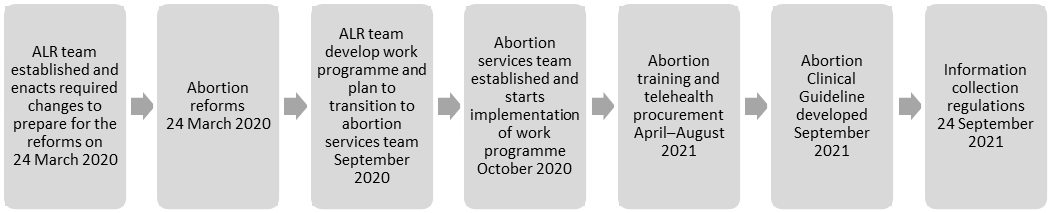 ALR team
established and
enacts required
changes to
prepare for the
reforms on
24 March 2020
Abortion
reforms
24 March 2020
ALR team
develop work
programme and
plan to
transition to
abortion
services team
September
2020
Abortion
services team
established and
starts
implementation
of work
programme
October 2020
Abortion
training and
telehealth
procurement
April–August
2021
Abortion
Clinical
Guideline
developed
September
2021
Information
collection
regulations
24 September
2021